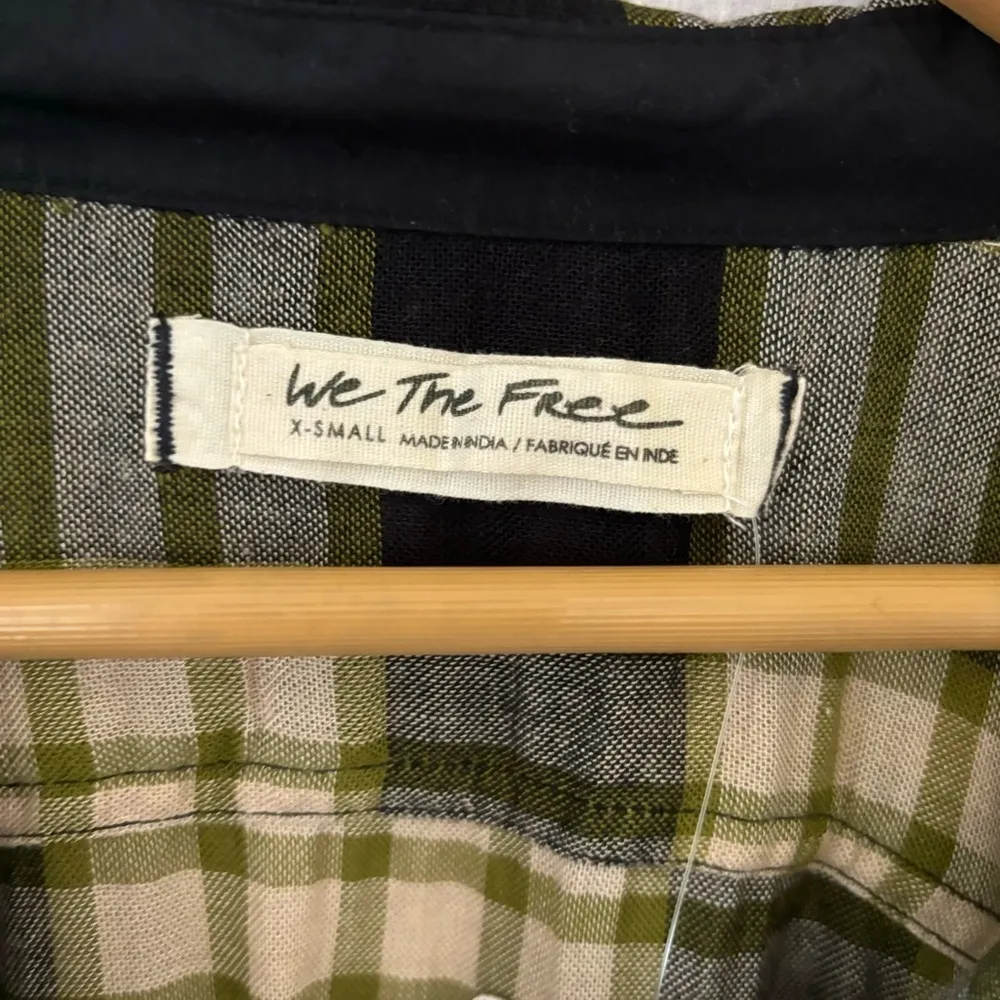 We The Free
X-SMALL MADE IN INDIA / FABRIQUÉ EN INDE